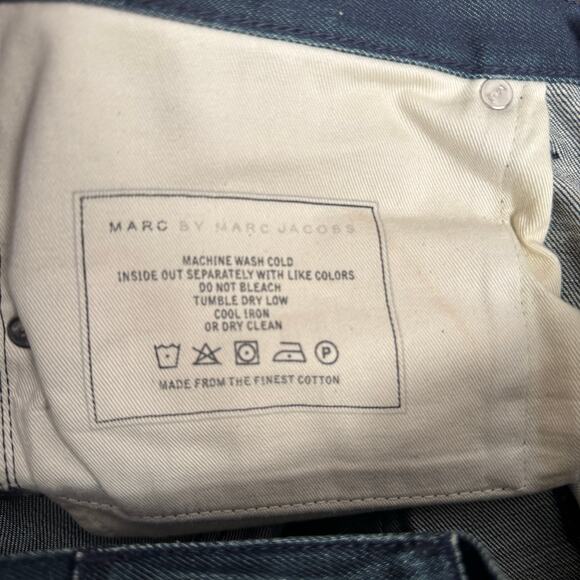 MARC BY MARC JACOBS
MACHINE WASH COLD
INSIDE OUT SEPARATELY WITH LIKE COLORS
DO NOT BLEACH
TUMBLE DRY LOW
COOL IRON
OR DRY CLEAN
P
MADE FROM THE FINEST COTTON